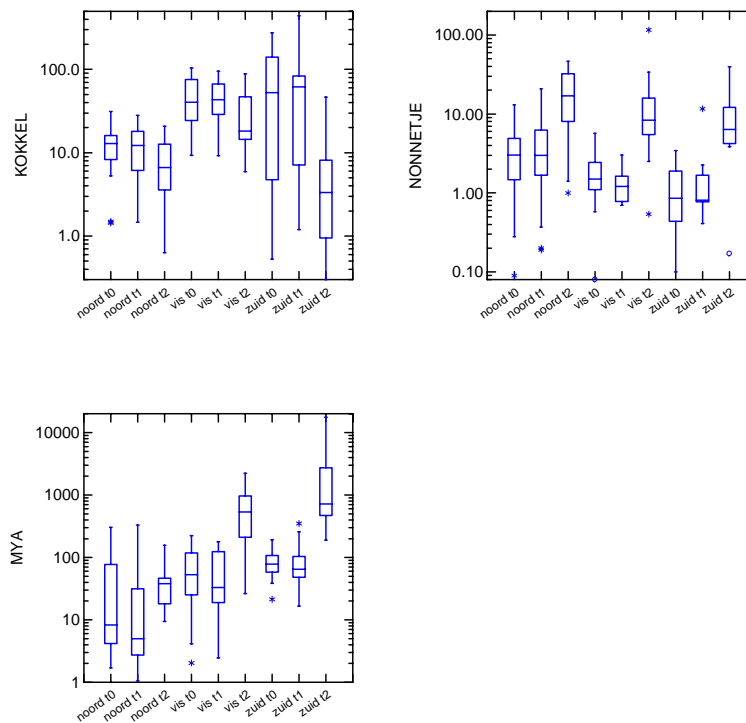 KOKKEL
100.0
10.0
1.0
noord t0
noord t1
noord t2
vis t0
vis t1
vis t2
zuid t0
zuid t1
zuid t2
NONNETJE
100.00
10.00
1.00
0.10
noord t0
noord t1
noord t2
vis t0
vis t1
vis t2
zuid t0
zuid t1
zuid t2
MYA
10000
1000
100
10
1
noord t0
noord t1
noord t2
vis t0
vis t1
vis t2
zuid t0
zuid t1
zuid t2